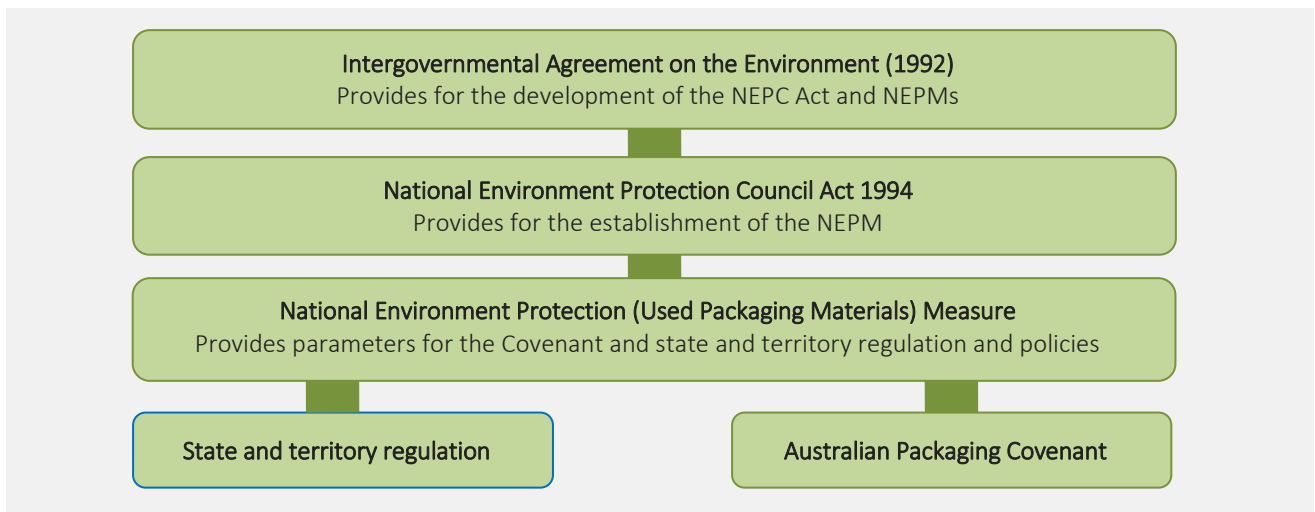 Intergovernmental Agreement on the Environment (1992)
Provides for the development of the NEPC Act and NEPMs
National Environment Protection Council Act 1994
Provides for the establishment of the NEPM
National Environment Protection (Used Packaging Materials) Measure
Provides parameters for the Covenant and state and territory regulation and policies
State and territory regulation
Australian Packaging Covenant